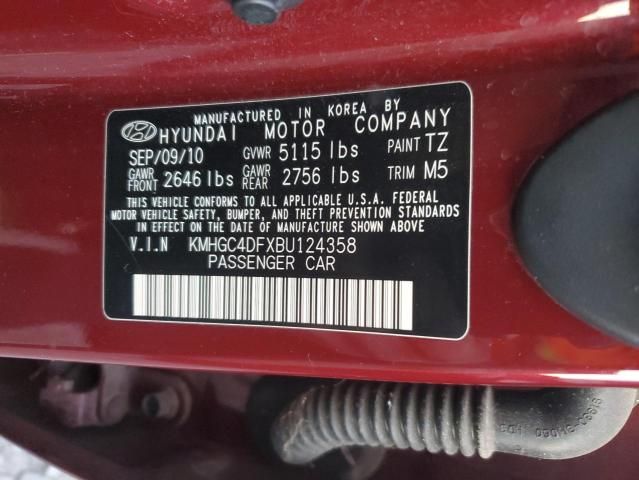 MANUFACTURED IN KOREA BY
HYUNDAI MOTOR COMPANY
SEP/09/10 GVWR 5115 lbs PAINT TZ
GAWR FRONT 2646 lbs GAWR REAR 2756 lbs TRIM M5
THIS VEHICLE CONFORMS TO ALL APPLICABLE U.S.A. FEDERAL
MOTOR VEHICLE SAFETY, BUMPER, AND THEFT PREVENTION
STANDARDS IN EFFECT ON THE DATE OF MANUFACTURE SHOWN ABOVE.
V.I.N KMHGC4DFXBU124358
PASSENGER CAR